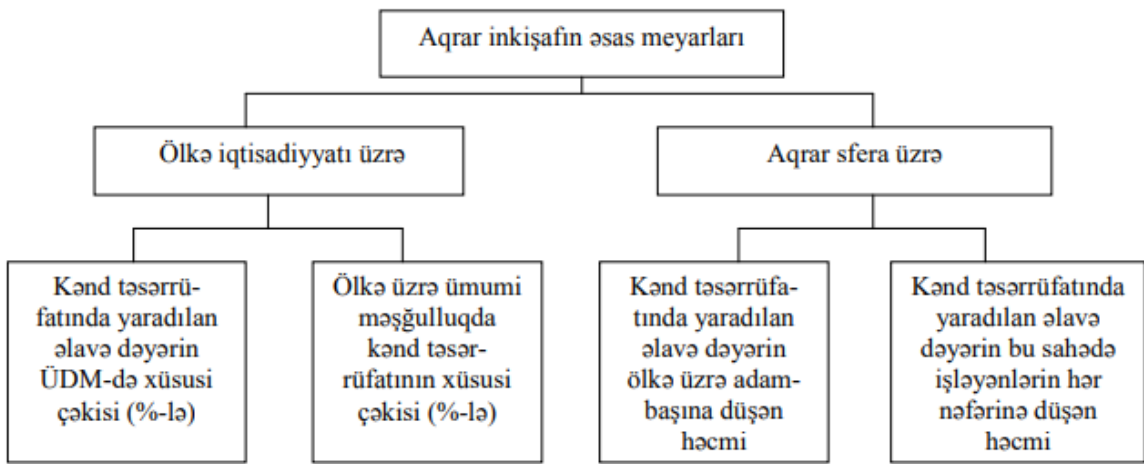 Aqrar inkişafın əsas meyarları
Ölkə iqtisadiyyatı üzrə
Aqrar sfera üzrə
Kənd təsərrü-
fatında yaradılan
əlavə dəyərin
ÜDM-də xüsusi
çəkisi (%-lə)
Ölkə üzrə ümumi
məşğulluqda
kənd təsər-
rüfatının xüsusi
çəkisi (%-lə)
Kənd təsərrüfa-
tında yaradılan
əlavə dəyərin
ölkə üzrə adam-
başına düşən
həcmi
Kənd təsərrüfatında
yaradılan əlavə
dəyərin bu sahədə
işləyənlərin hər
nəfərinə düşən
həcmi